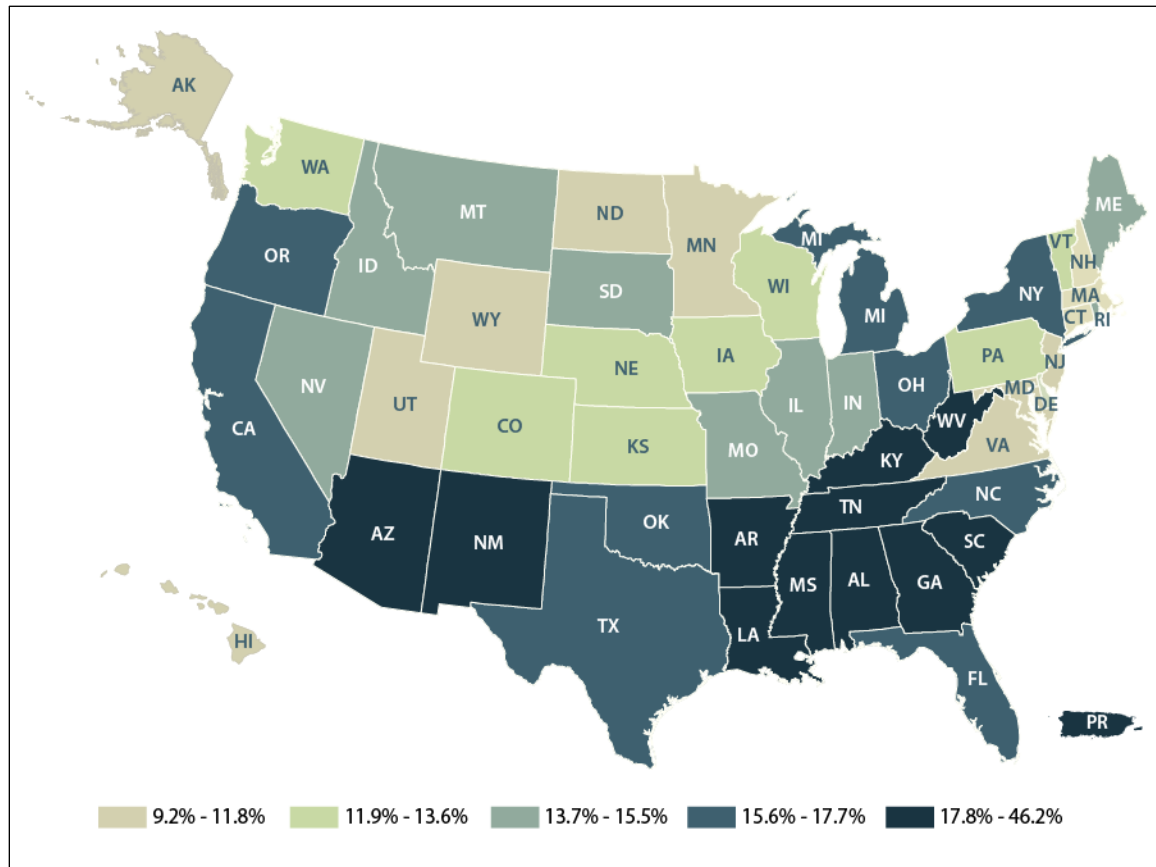 AK
WA
MT
ND
MN
MI
ME
OR
ID
SD
WI
VT
NH
WY
MI
NY
MA
CT
RI
NE
IA
PA
NJ
NV
UT
CO
IL
IN
OH
MD
DE
CA
KS
MO
WV
VA
KY
AZ
NM
OK
AR
TN
NC
SC
TX
LA
MS
AL
GA
HI
FL
PR
9.2% - 11.8% 11.9% - 13.6% 13.7% - 15.5% 15.6% - 17.7% 17.8% - 46.2%